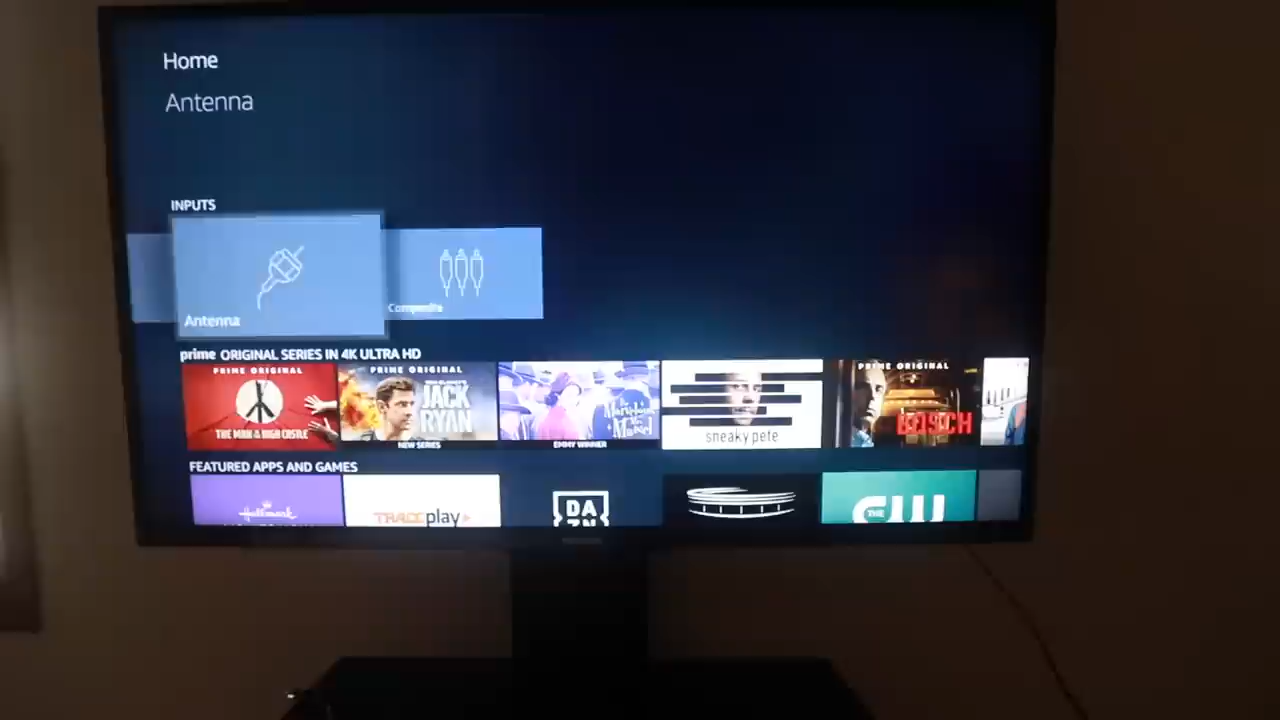 Home
Antenna
INPUTS
Antenna
Composite
prime ORIGINAL SERIES IN 4K ULTRA HD
PRIME ORIGINAL
THE MAN IN THE HIGH CASTLE
PRIME ORIGINAL
JACK RYAN
NEW SERIES
EMMY WINNER
sneaky pete
PRIME ORIGINAL
BOSCH
FEATURED APPS AND GAMES
Hallmark
TRACEplay
DAZN
THE CW